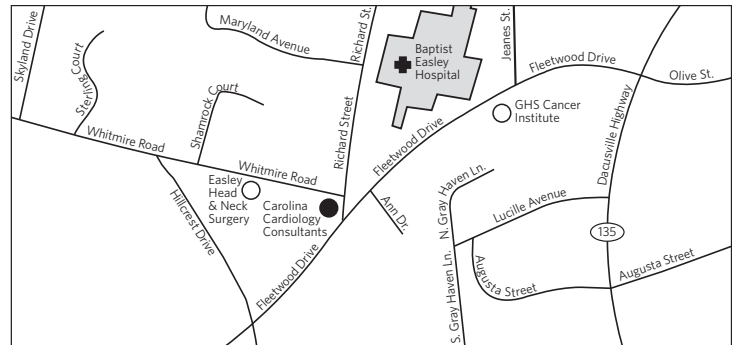 Skyland Drive
Sterling Court
Maryland Avenue
Richard St.
Baptist
Easley
Hospital
Jeanes St.
Fleetwood Drive
Olive St.
Shamrock Court
Whitmire Road
Richard Street
Fleetwood Drive
GHS Cancer
Institute
Dacusville Highway
Whitmire Road
Easley
Head
& Neck
Surgery
Carolina
Cardiology
Consultants
Hillcrest Drive
Ann Dr.
N. Gray Haven Ln.
Lucille Avenue
135
Fleetwood Drive
S. Gray Haven Ln.
Augusta Street
Augusta Street